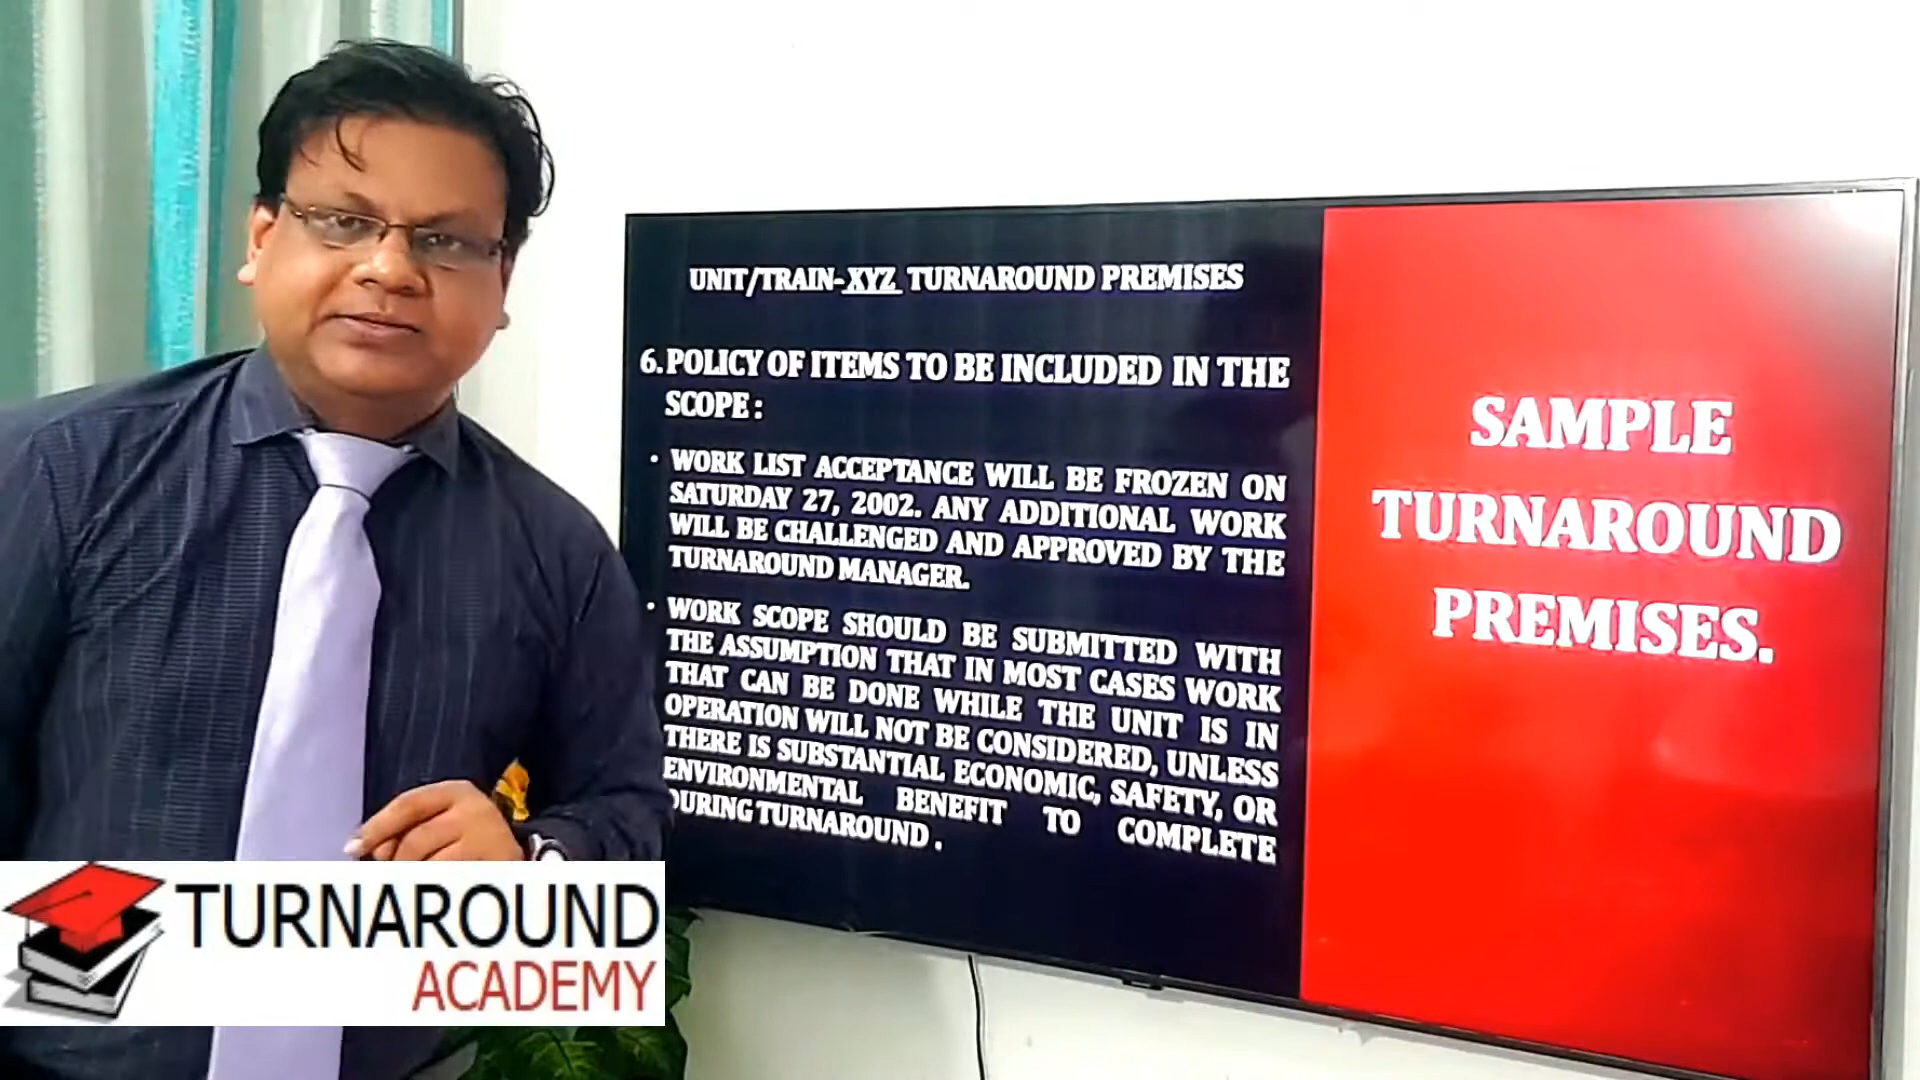 UNIT/TRAIN-XYZ TURNAROUND PREMISES
6. POLICY OF ITEMS TO BE INCLUDED IN THE
SCOPE :
• WORK LIST ACCEPTANCE WILL BE FROZEN ON
SATURDAY 27, 2002. ANY ADDITIONAL WORK
WILL BE CHALLENGED AND APPROVED BY THE
TURNAROUND MANAGER.
• WORK SCOPE SHOULD BE SUBMITTED WITH
THE ASSUMPTION THAT IN MOST CASES WORK
THAT CAN BE DONE WHILE THE UNIT IS IN
OPERATION WILL NOT BE CONSIDERED, UNLESS
THERE IS SUBSTANTIAL ECONOMIC, SAFETY, OR
ENVIRONMENTAL BENEFIT TO COMPLETE
DURING TURNAROUND .
SAMPLE
TURNAROUND
PREMISES.
TURNAROUND
ACADEMY